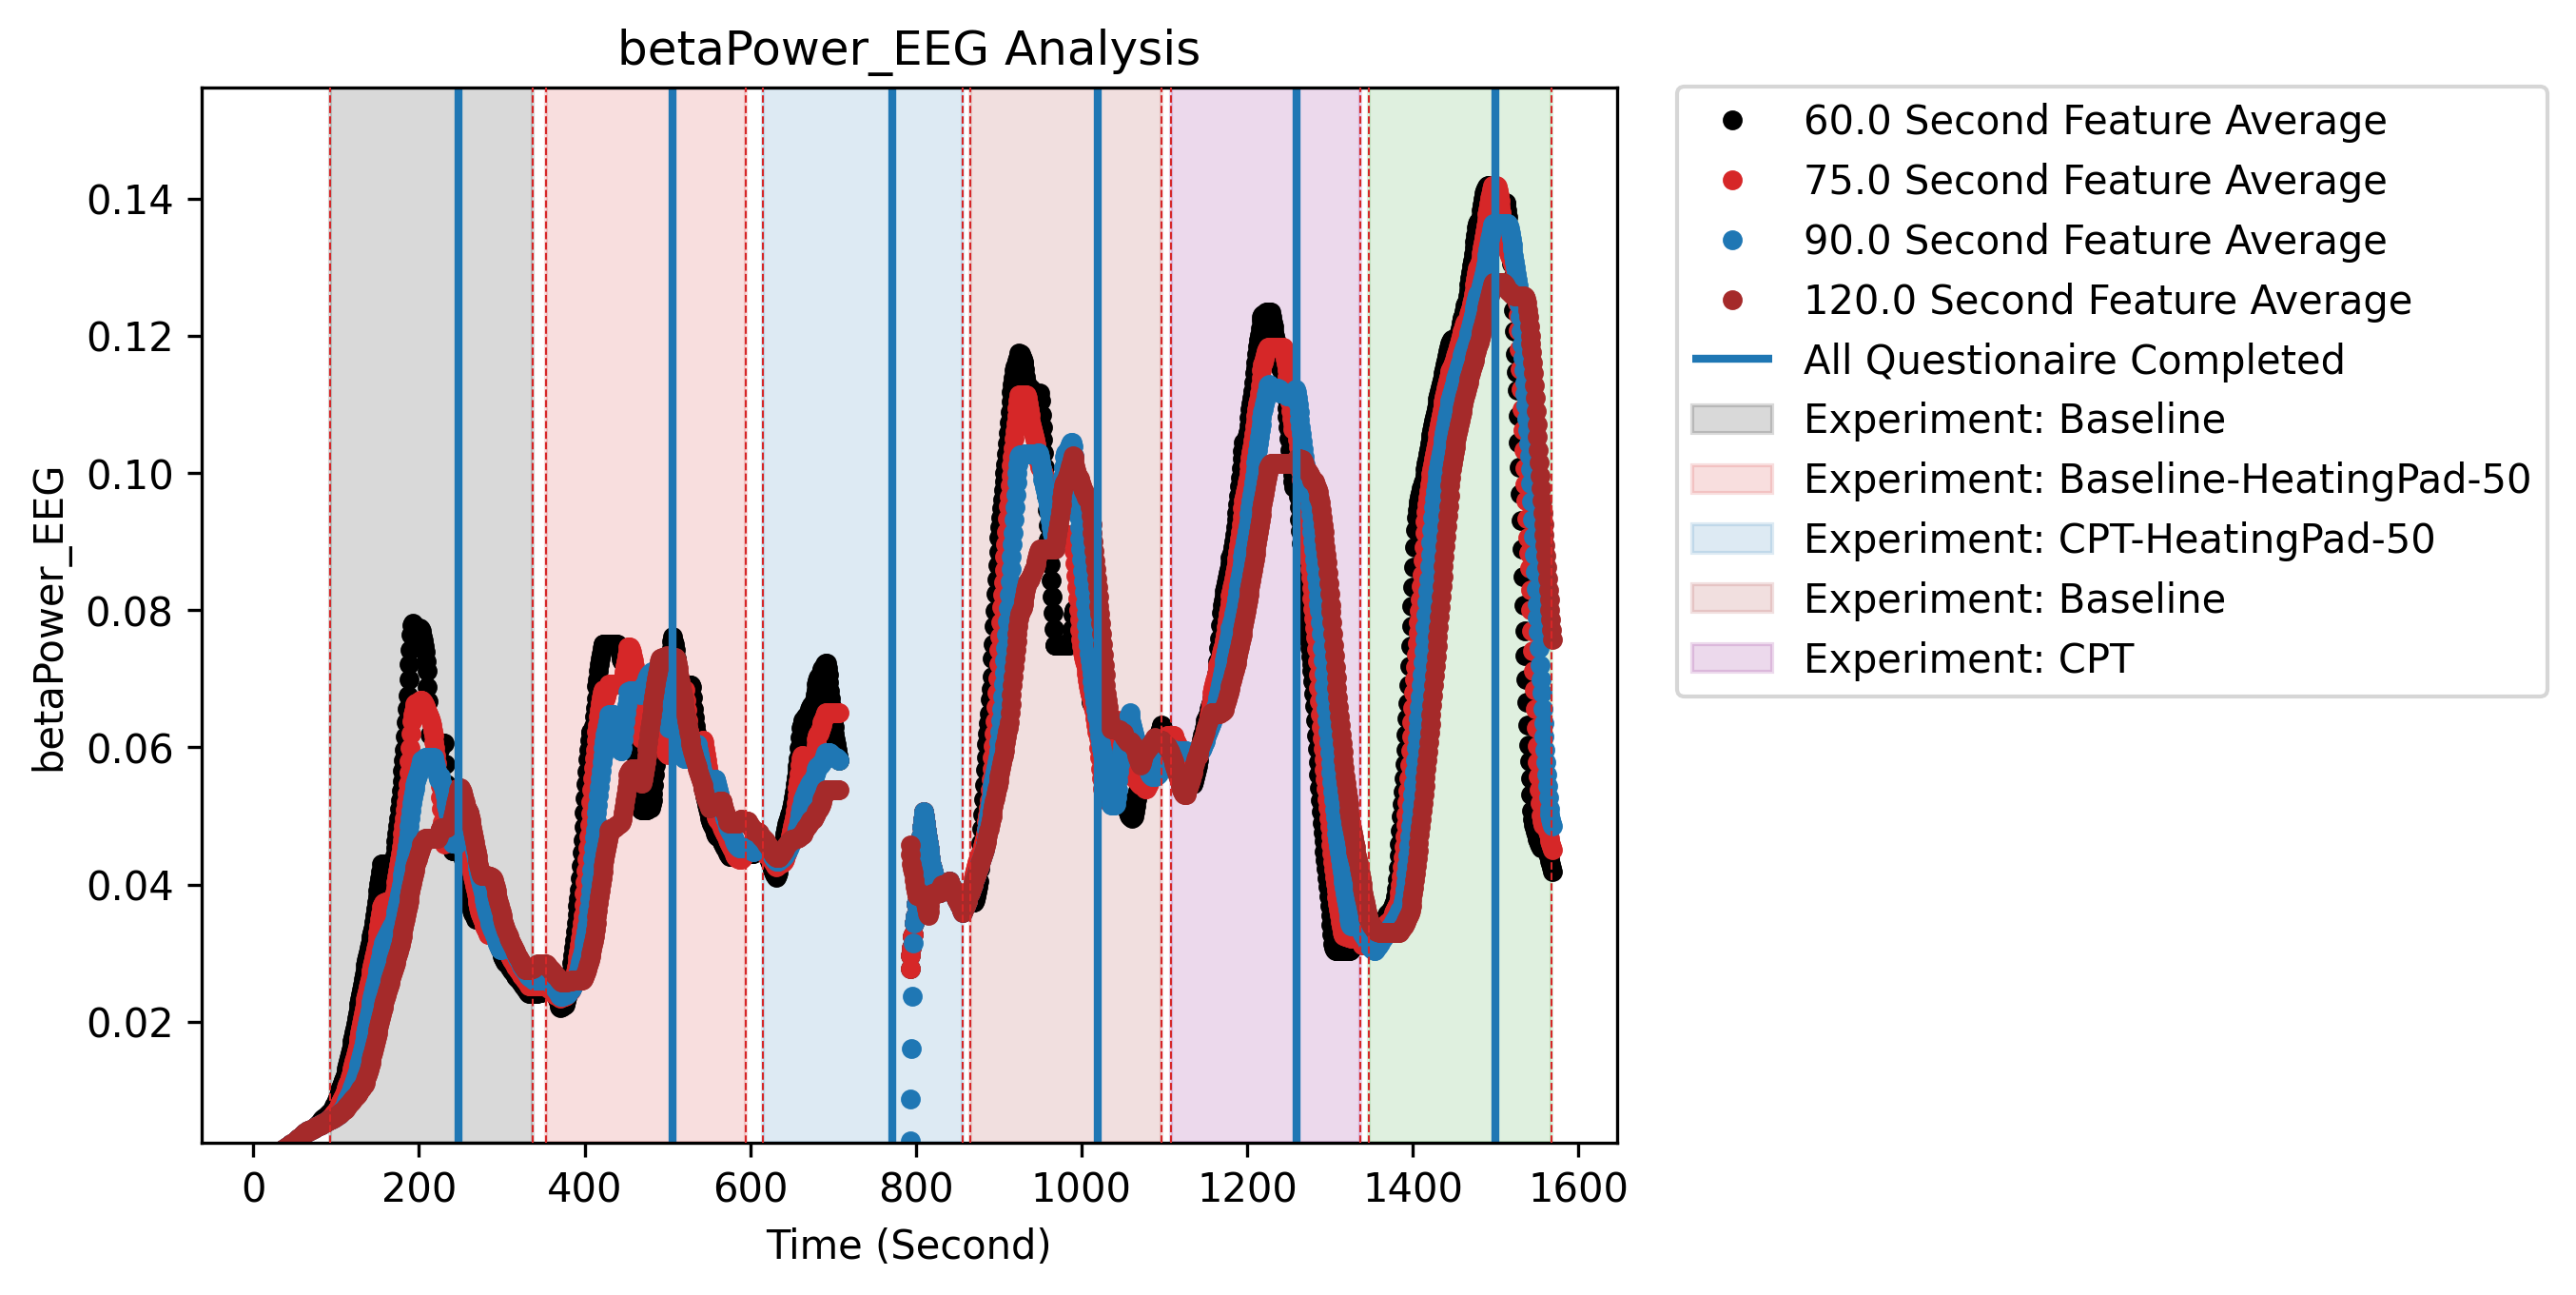 betaPower_EEG Analysis
betaPower_EEG
0.14
0.12
0.10
0.08
0.06
0.04
0.02
0 200 400 600 800 1000 1200 1400 1600
Time (Second)
60.0 Second Feature Average
75.0 Second Feature Average
90.0 Second Feature Average
120.0 Second Feature Average
All Questionaire Completed
Experiment: Baseline
Experiment: Baseline-HeatingPad-50
Experiment: CPT-HeatingPad-50
Experiment: Baseline
Experiment: CPT